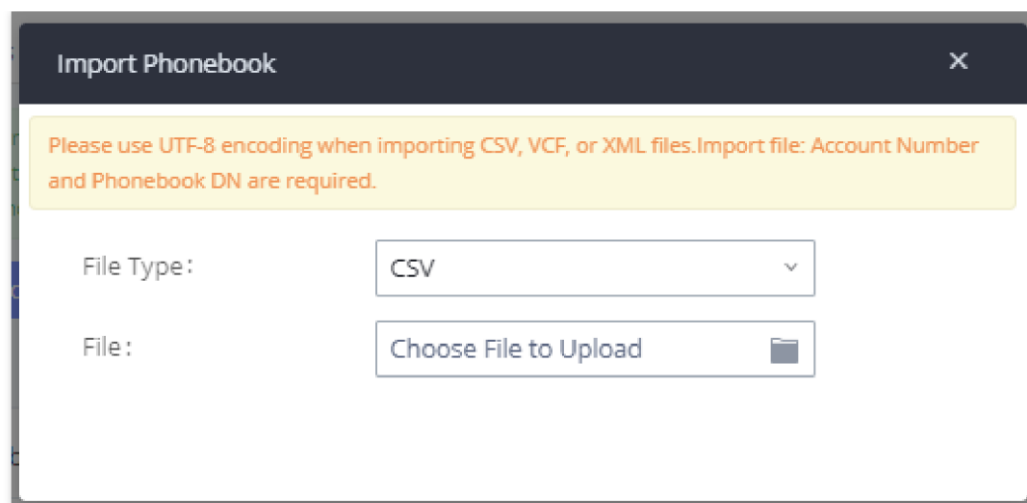 Import Phonebook
Please use UTF-8 encoding when importing CSV, VCF, or XML files.Import file: Account Number
and Phonebook DN are required.
File Type:
CSV
File:
Choose File to Upload